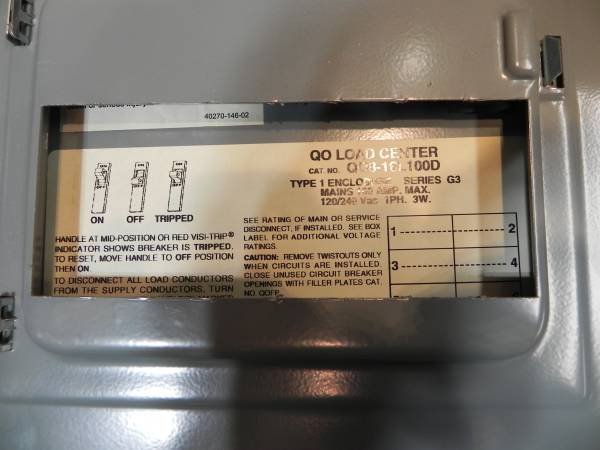 40270-146-02
ON OFF TRIPPED
HANDLE AT MID-POSITION OR RED VISI-TRIP®
INDICATOR SHOWS BREAKER IS TRIPPED.
TO RESET, MOVE HANDLE TO OFF POSITION
THEN ON
TO DISCONNECT ALL LOAD CONDUCTORS
FROM THE SUPPLY CONDUCTORS, TURN
QO LOAD CENTER
CAT. NO.
TYPE 1 SERIES G3
MAINS AMP. MAX.
120/240 Vac 1PH. 3W.
SEE RATING OF MAIN OR SERVICE
DISCONNECT, IF INSTALLED. SEE BOX
LABEL FOR ADDITIONAL VOLTAGE
RATINGS.
CAUTION: REMOVE TWISTOUTS ONLY
WHEN CIRCUITS ARE INSTALLED.
CLOSE UNUSED CIRCUIT BREAKER
OPENINGS WITH FILLER PLATES CAT.
NO QOFP.
1 2
3 4